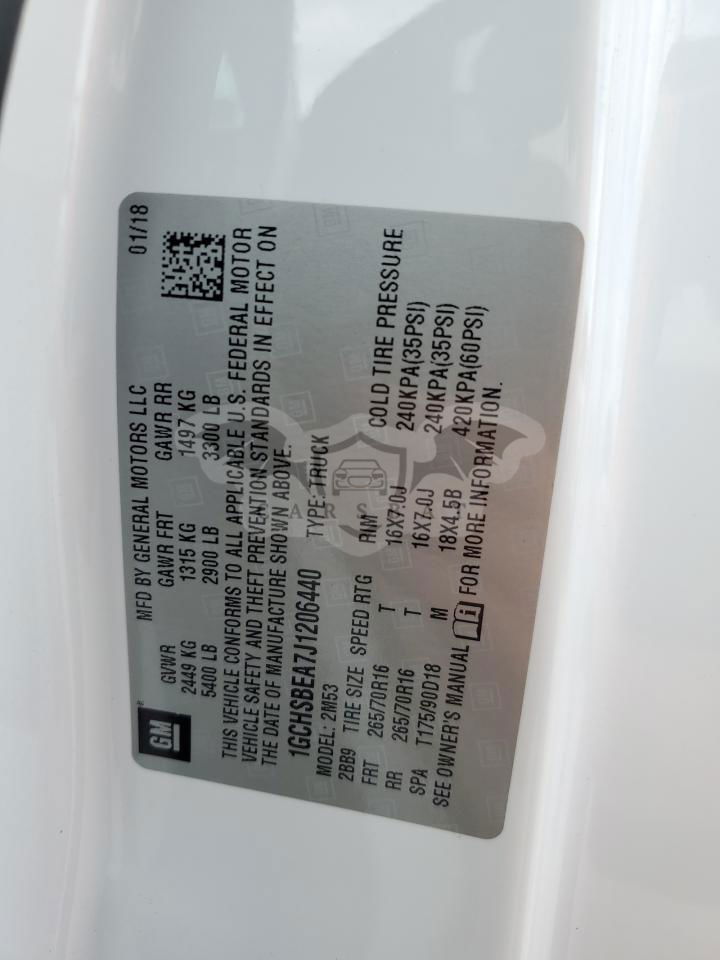 MFD BY GENERAL MOTORS LLC 01/18
GVWR GAWR FRT GAWR RR
2449 KG 1315 KG 1497 KG
5400 LB 2900 LB 3300 LB
THIS VEHICLE CONFORMS TO ALL APPLICABLE U.S. FEDERAL MOTOR
VEHICLE SAFETY AND THEFT PREVENTION STANDARDS IN EFFECT ON
THE DATE OF MANUFACTURE SHOWN ABOVE.
1GCHSBEA7J1206440 TYPE: TRUCK
MODEL: 2M53
2BB9 TIRE SIZE SPEED RTG RIM COLD TIRE PRESSURE
FRT 265/70R16 T 16X7.0J 240KPA(35PSI)
RR 265/70R16 T 16X7.0J 240KPA(35PSI)
SPA T175/90D18 M 18X4.5B 420KPA(60PSI)
SEE OWNER'S MANUAL FOR MORE INFORMATION.
GM